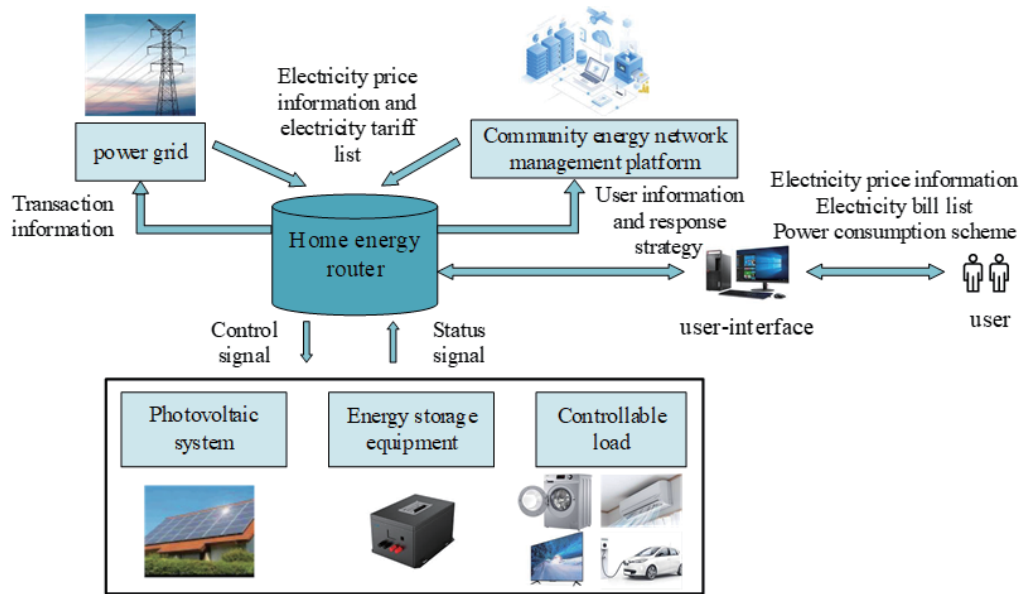 Electricity price
information and
electricity tariff
list
power grid
Community energy network
management platform
Transaction
information
User information
and response
strategy
Electricity price information
Electricity bill list
Power consumption scheme
Home energy
router
user-interface
user
Control
signal
Status
signal
Photovoltaic
system
Energy storage
equipment
Controllable
load